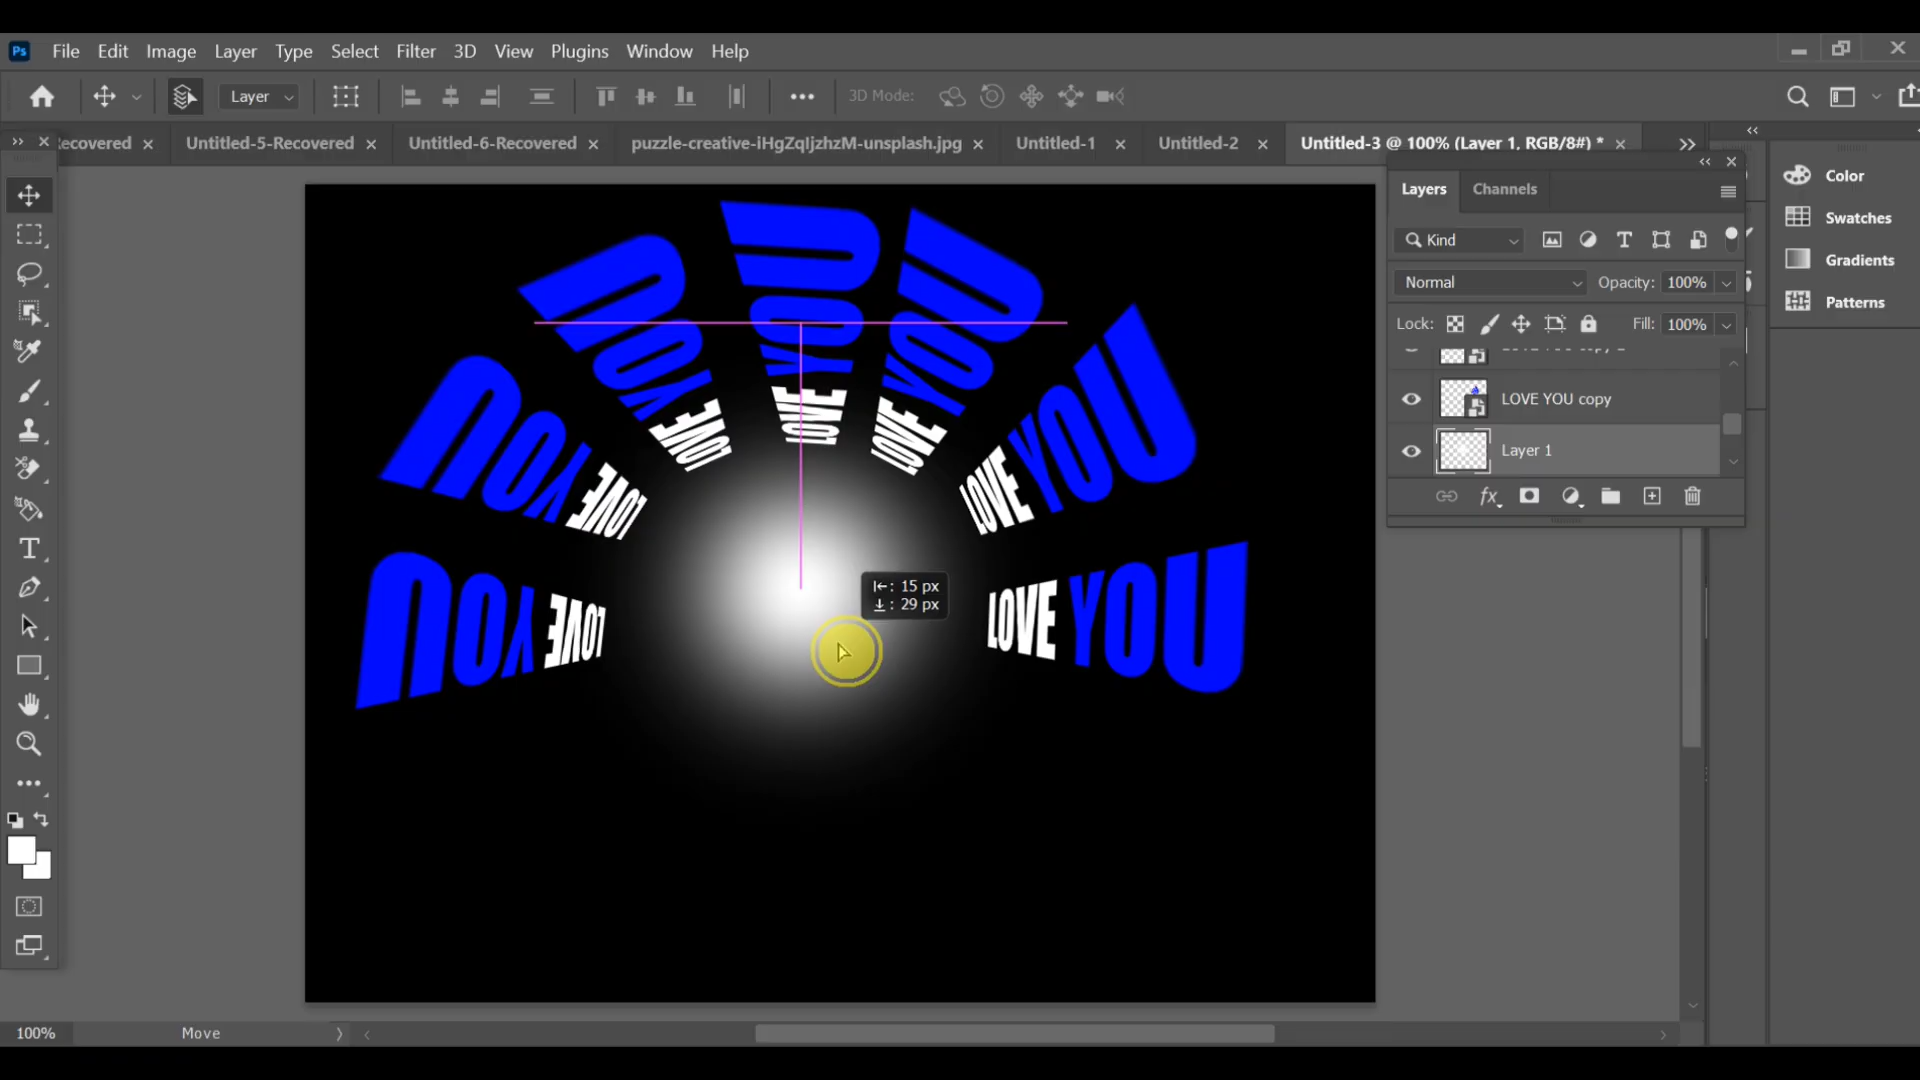 Ps File Edit Image Layer Type Select Filter 3D View Plugins Window Help
Layer 3D Mode:
ecovered Untitled-5-Recovered Untitled-6-Recovered puzzle-creative-iHgZqIjzhzM-unsplash.jpg Untitled-1 Untitled-2 Untitled-3 @ 100% (Layer 1, RGB/8#) *
Layers Channels
Kind
Normal Opacity: 100%
Lock: Fill: 100%
LOVE YOU copy
Layer 1
fx
Color
Swatches
Gradients
Patterns
LOVE YOU
LOVE YOU
LOVE YOU
LOVE YOU
LOVE YOU
LOVE YOU
LOVE YOU
: 15 px
: 29 px
100% Move